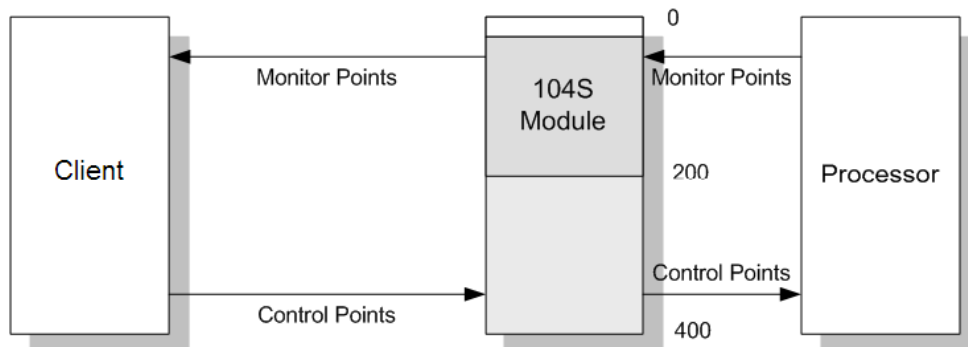 0
Monitor Points
Monitor Points
104S
Module
Client
200
Processor
Control Points
Control Points
400